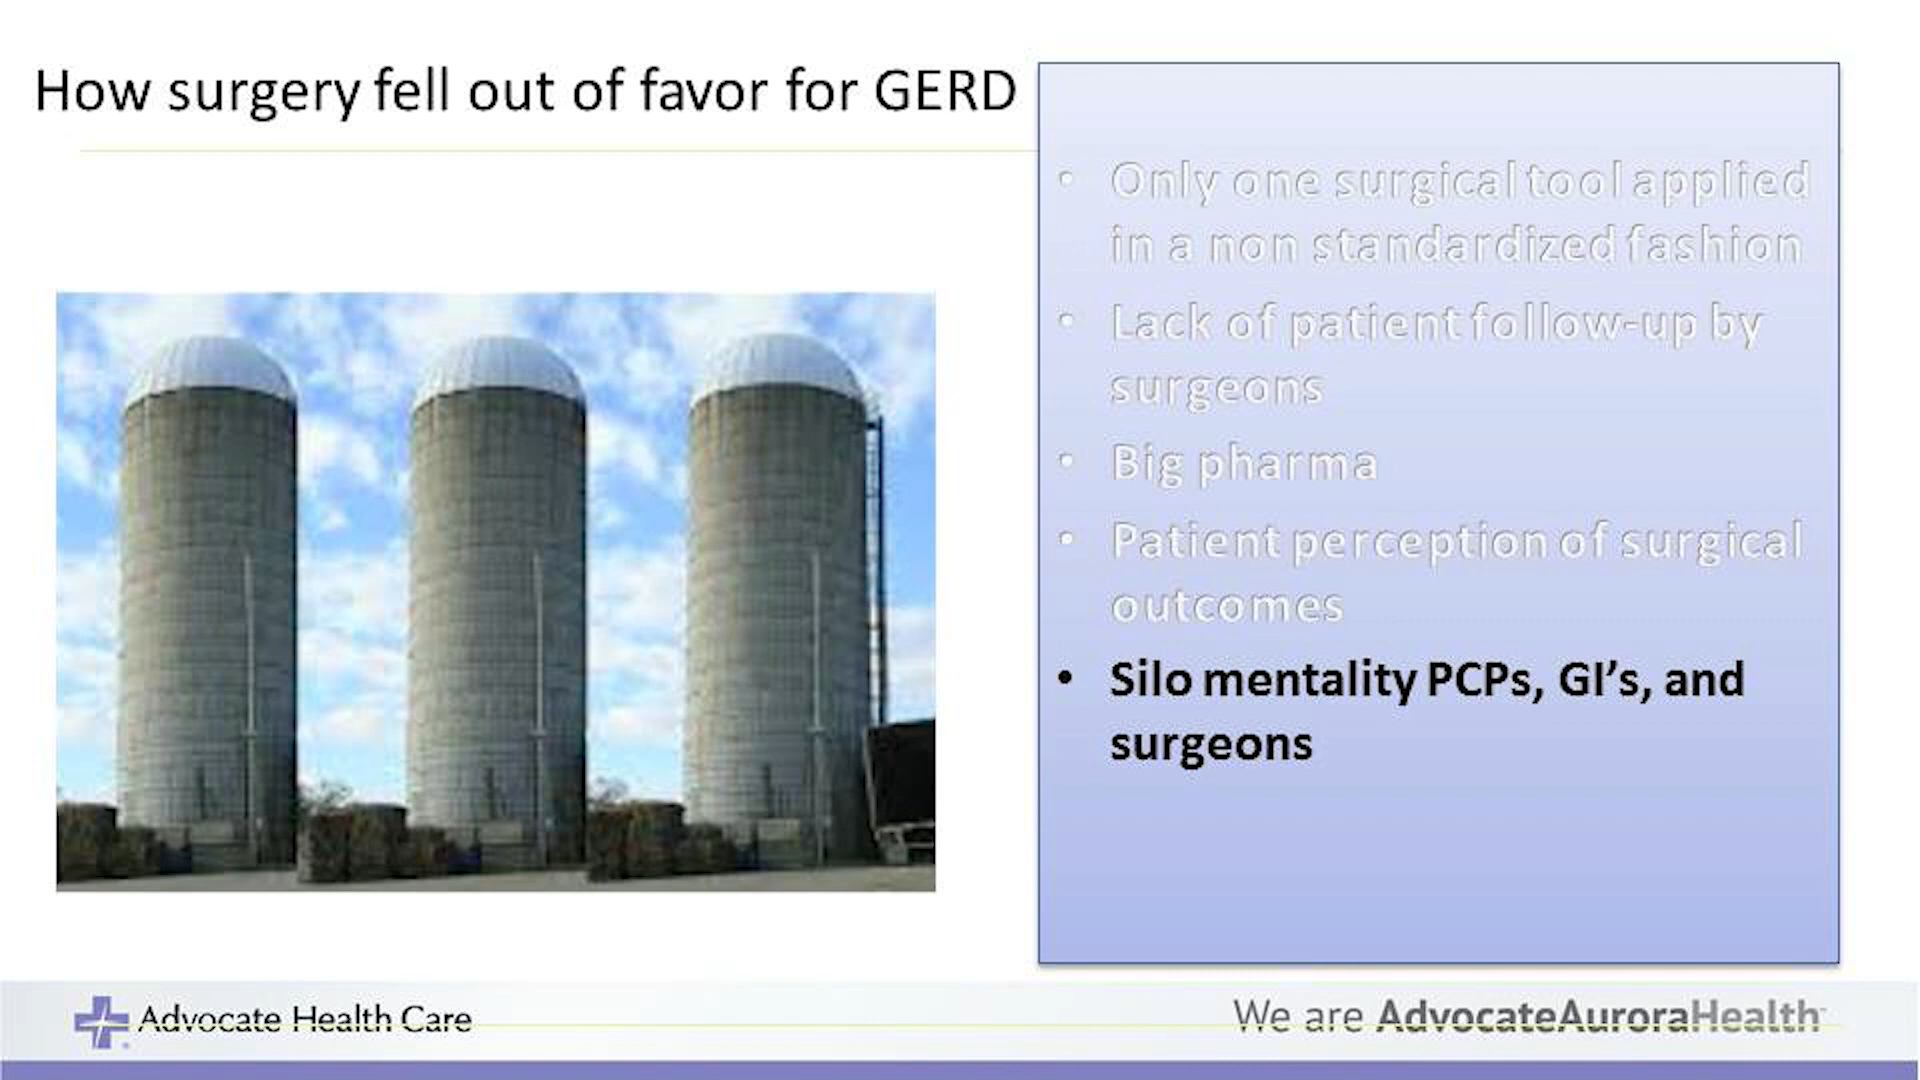 How surgery fell out of favor for GERD
• Only one surgical tool applied
in a non standardized fashion
• Lack of patient follow-up by
surgeons
• Big pharma
• Patient perception of surgical
outcomes
• Silo mentality PCPs, GI’s, and
surgeons
Advocate Health Care
We are AdvocateAuroraHealth